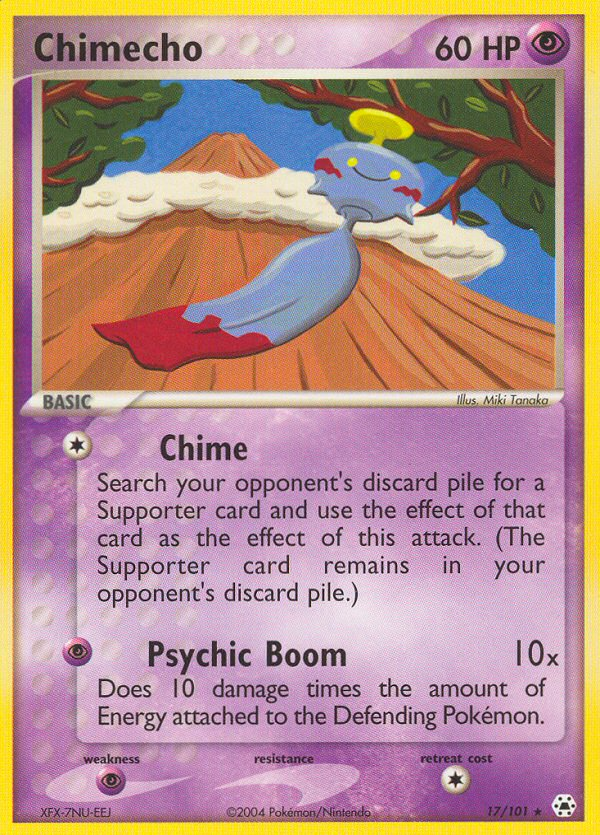 Chimecho 60 HP
BASIC
Illus. Miki Tanaka
Chime
Search your opponent's discard pile for a
Supporter card and use the effect of that
card as the effect of this attack. (The
Supporter card remains in your
opponent's discard pile.)
Psychic Boom 10x
Does 10 damage times the amount of
Energy attached to the Defending Pokémon.
weakness resistance retreat cost
XFX-7NU-EEJ ©2004 Pokémon/Nintendo 17/101 ★